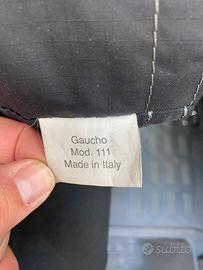 Gaucho
Mod. 111
Made in Italy
subito